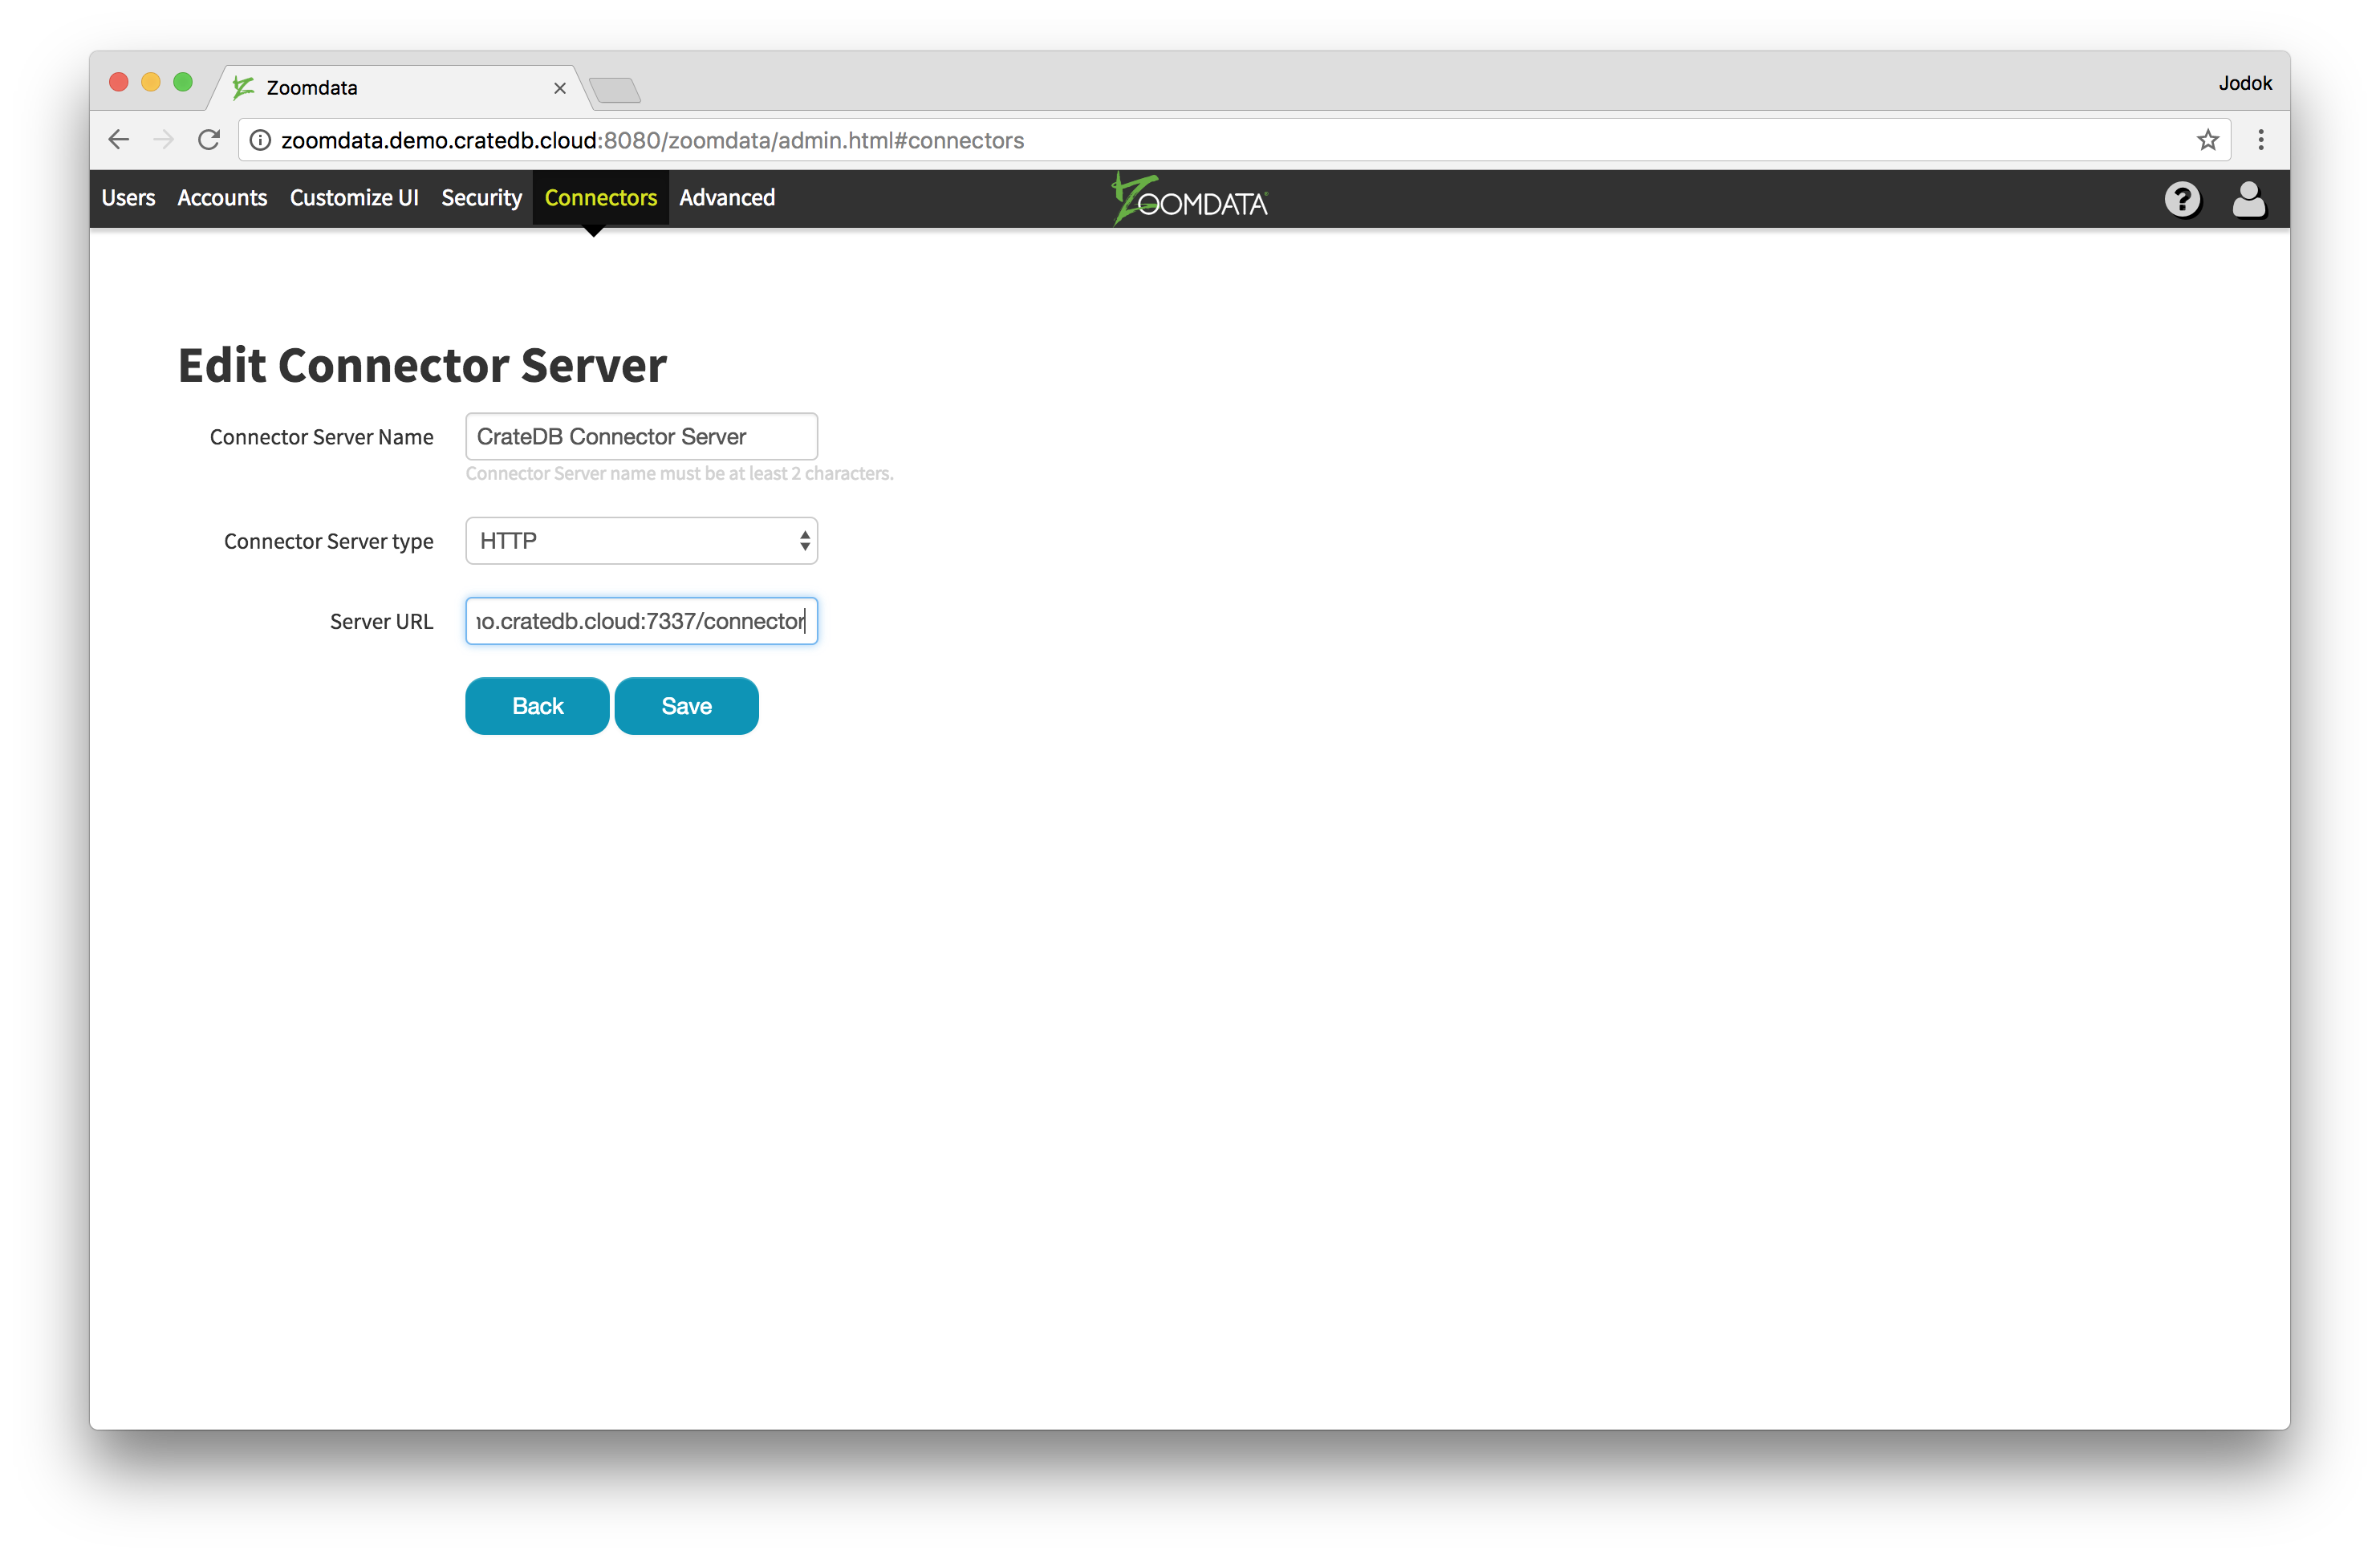 Zoomdata
Jodok
zoomdata.demo.cratedb.cloud:8080/zoomdata/admin.html#connectors
Users Accounts Customize UI Security Connectors Advanced ZOOMDATA
Edit Connector Server
Connector Server Name CrateDB Connector Server
Connector Server name must be at least 2 characters.
Connector Server type HTTP
Server URL o.cratedb.cloud:7337/connector
Back Save